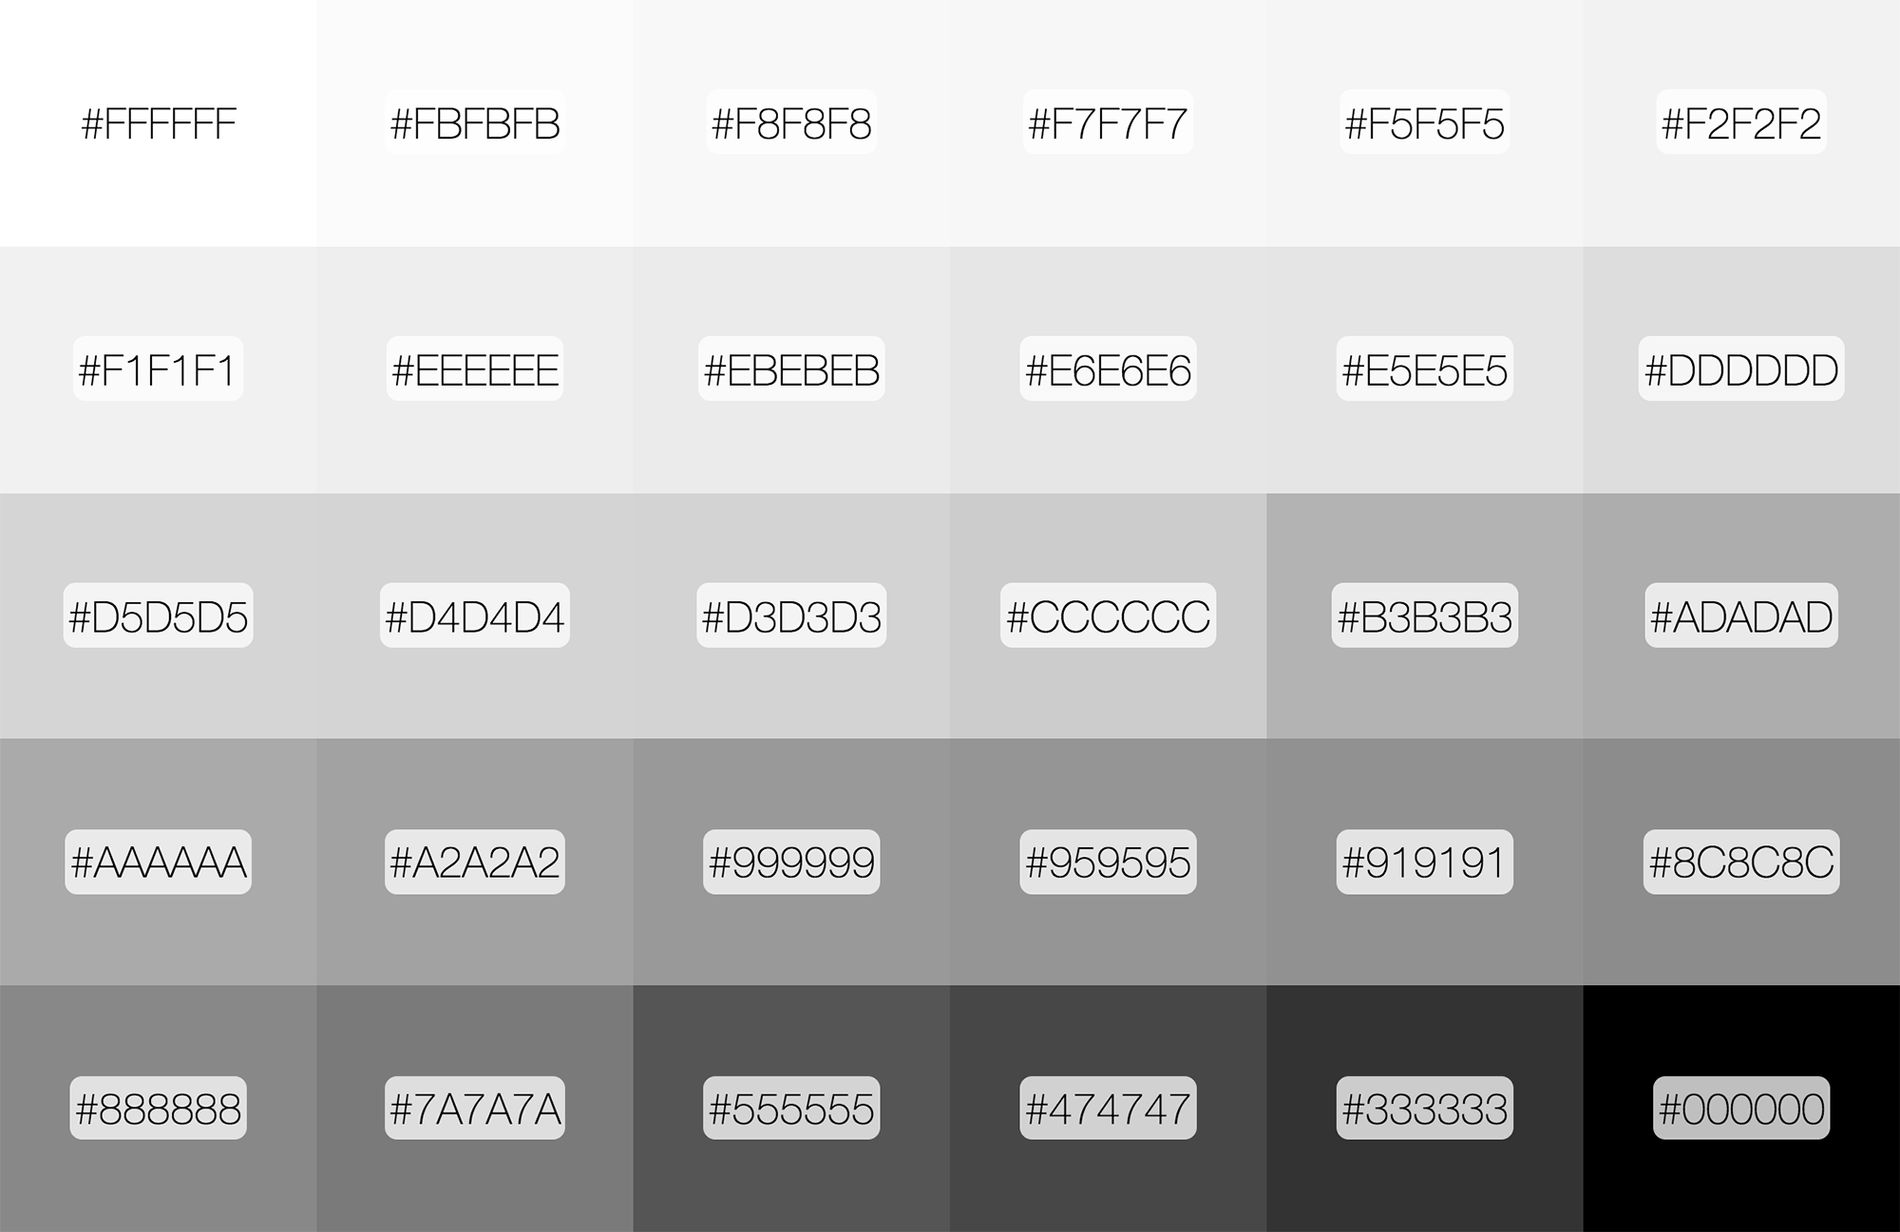 #FFFFFF #FBFBFB #F8F8F8 #F7F7F7 #F5F5F5 #F2F2F2
#F1F1F1 #EEEEEE #EBEBEB #E6E6E6 #E5E5E5 #DDDDDD
#D5D5D5 #D4D4D4 #D3D3D3 #CCCCCC #B3B3B3 #ADADAD
#AAAAAA #A2A2A2 #999999 #959595 #919191 #8C8C8C
#888888 #7A7A7A #555555 #474747 #333333 #000000